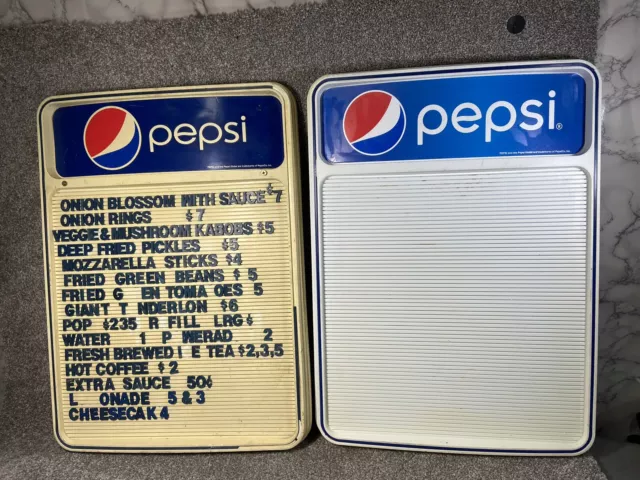 pepsi
ONION BLOSSOM WITH SAUCE $7
ONION RINGS $7
VEGGIE & MUSHROOM KABOBS $5
DEEP FRIED PICKLES $5
MOZZARELLA STICKS $4
FRIED GREEN BEANS $ 5
FRIED G EN TOMA OES 5
GIANT T NDERLON $6
POP $235 R FILL LRG $
WATER 1 P WERAD 2
FRESH BREWED I E TEA $2,3,5
HOT COFFEE $ 2
EXTRA SAUCE 50¢
L ONADE 5 & 3
CHEESECAK 4
pepsi®